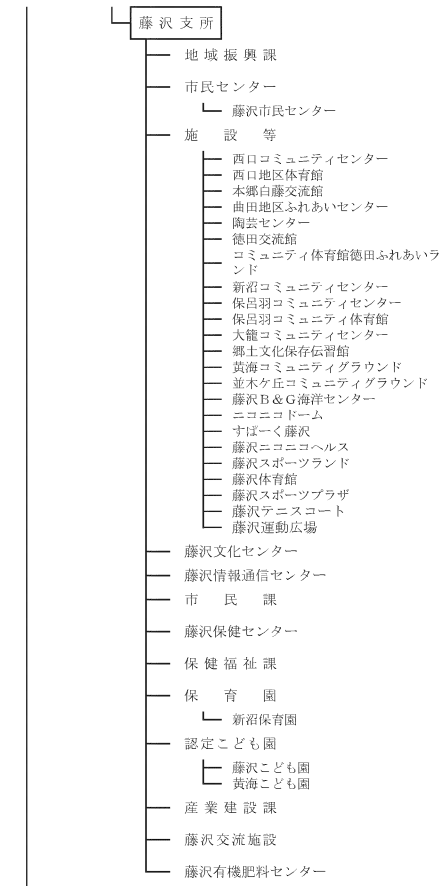 藤沢支所
地域振興課
市民センター
藤沢市民センター
施設等
西口コミュニティセンター
西口地区体育館
本郷白藤交流館
曲田地区ふれあいセンター
陶芸センター
徳田交流館
コミュニティ体育館徳田ふれあいラ
ンド
新沼コミュニティセンター
保呂羽コミュニティセンター
保呂羽コミュニティ体育館
大籠コミュニティセンター
郷土文化保存伝習館
黄海コミュニティグラウンド
並木ケ丘コミュニティグラウンド
藤沢B&G海洋センター
ニコニコドーム
すぱーく藤沢
藤沢ニコニコヘルス
藤沢スポーツランド
藤沢体育館
藤沢スポーツプラザ
藤沢テニスコート
藤沢運動広場
藤沢文化センター
藤沢情報通信センター
市民課
藤沢保健センター
保健福祉課
保育園
新沼保育園
認定こども園
藤沢こども園
黄海こども園
産業建設課
藤沢交流施設
藤沢有機肥料センター